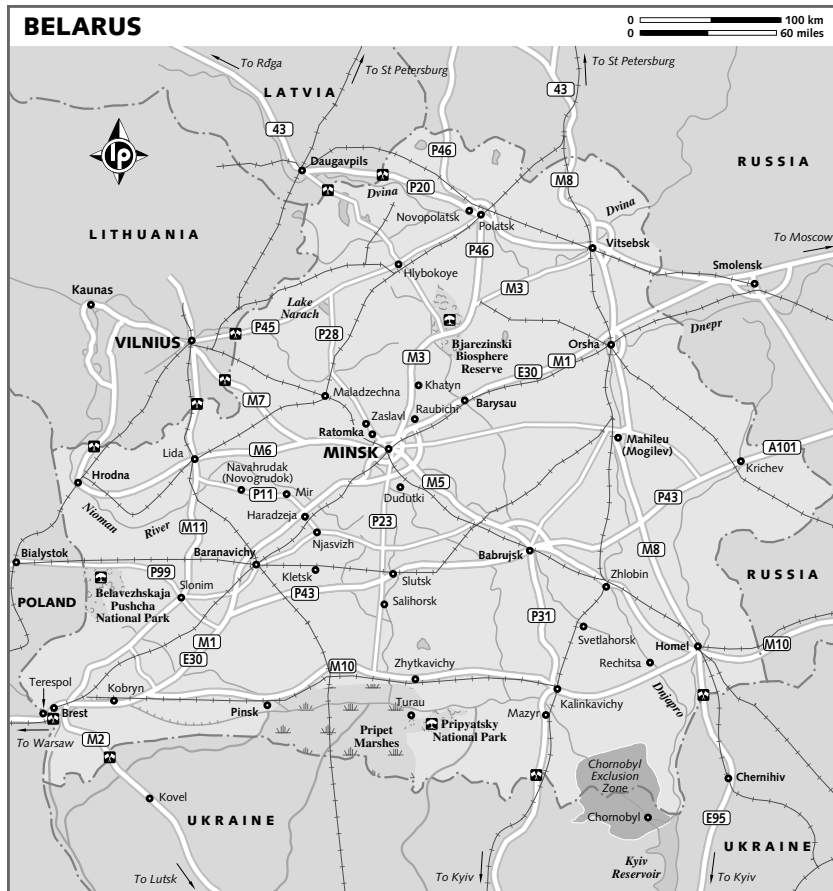 BELARUS
0 100 km
0 60 miles
To Rđga
To St Petersburg
To St Petersburg
LATVIA
43
43
lp
P46
RUSSIA
Daugavpils
M8
P20
Dvina
Dvina
Novopolatsk
Polatsk
LITHUANIA
To Moscow
Vitsebsk
P46
Hlybokoye
Smolensk
Kaunas
M3
Lake
Narach
Dnepr
P45
P28
VILNIUS
Bjarezinski
Biosphere
Reserve
Orsha
M3
M1
E30
Khatyn
M7
Maladzechna
Barysau
Zaslavl
Raubichi
Ratomka
Mahileu
(Mogilev)
M6
MINSK
A101
Lida
Krichev
Navahrudak
(Novogrudok)
Hrodna
M5
P11
Mir
Dudutki
P43
Nioman
River
Haradzeja
P23
M11
Njasvizh
M8
Bialystok
Baranavichy
Babrujsk
P99
Kletsk
Slutsk
RUSSIA
Zhlobin
Slonim
P43
POLAND
Belavezhskaja
Pushcha
National Park
Salihorsk
P31
Svetlahorsk
M1
Homel
M10
E30
Rechitsa
M10
Zhytkavichy
Terespol
Kobryn
Kalinkavichy
Dniapro
Brest
Pinsk
Turau
Mazyr
Pripet
Marshes
Pripyatsky
National Park
To Warsaw
M2
Chornobyl
Exclusion
Zone
Chernihiv
Kovel
UKRAINE
Chornobyl
E95
UKRAINE
Kyiv
Reservoir
To Lutsk
To Kyiv
To Kyiv